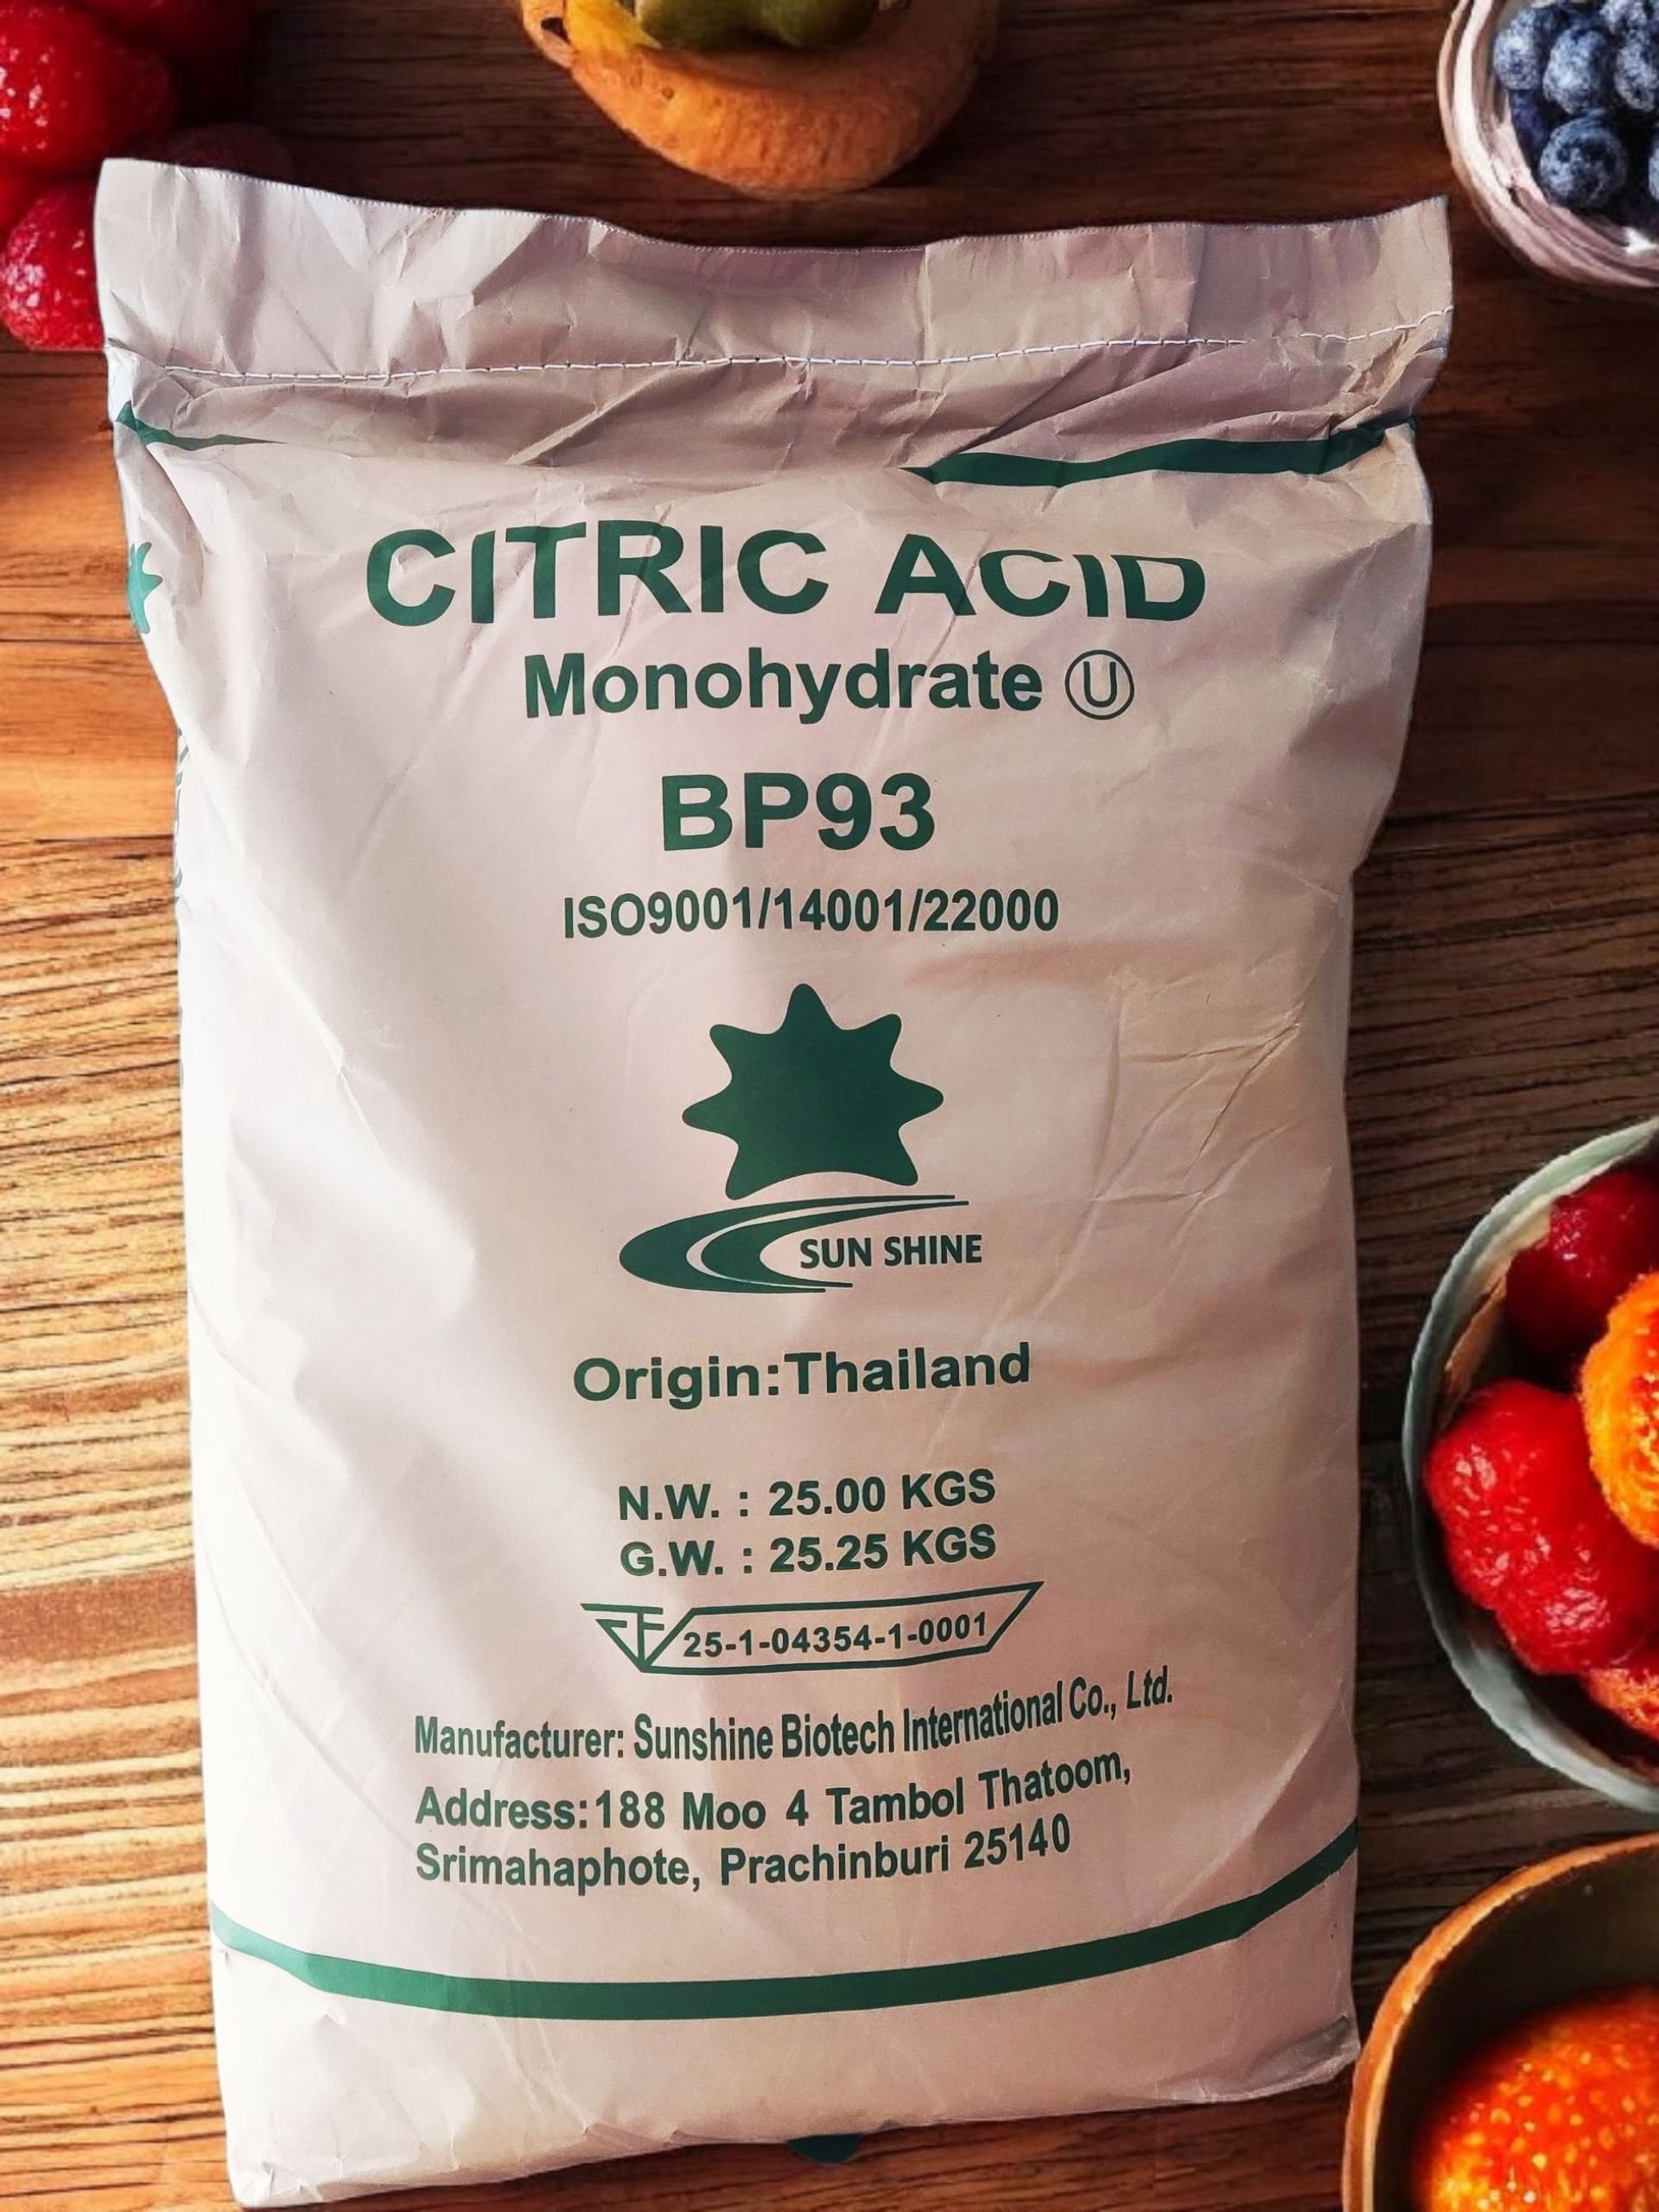 CITRIC ACID
Monohydrate Ⓤ
BP93
ISO9001/14001/22000
SUN SHINE
Origin:Thailand
N.W. : 25.00 KGS
G.W. : 25.25 KGS
25-1-04354-1-0001
Manufacturer: Sunshine Biotech International Co., Ltd.
Address:188 Moo 4 Tambol Thatoom,
Srimahaphote, Prachinburi 25140